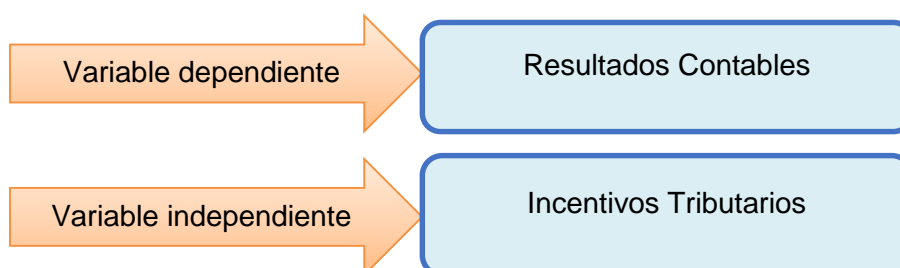 Variable dependiente
Resultados Contables
Variable independiente
Incentivos Tributarios